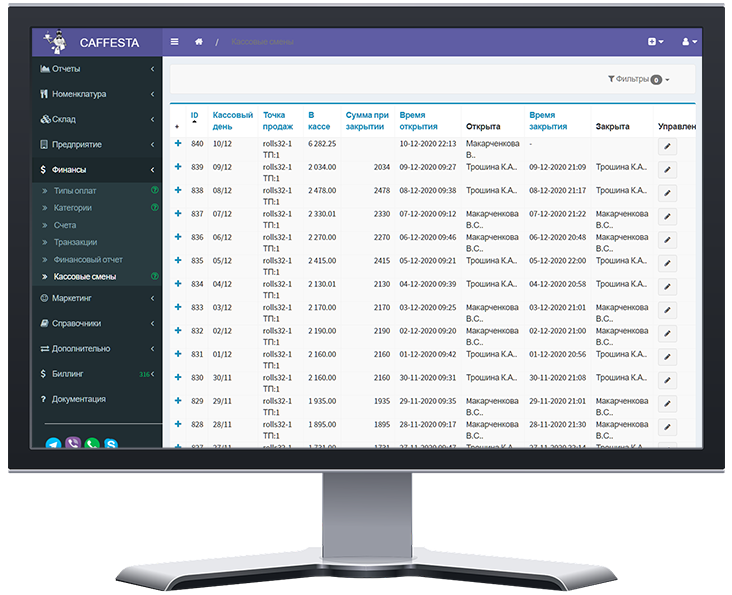 CAFFESTA
/ Кассовые смены
Отчеты
Номенклатура
Склад
Предприятие
Финансы
» Типы оплат
» Категории
» Счета
» Транзакции
» Финансовый отчет
» Кассовые смены
Маркетинг
Справочники
Дополнительно
$ Биллинг 316
? Документация
Фильтры 0
ID Кассовый день Точка продаж В кассе Сумма при закрытии Время открытия Открыта Время закрытия Закрыта Управлен
840 10/12 rolls32-1 6 282.25 10-12-2020 22:13 Макарченкова -
ТП:1 В..
839 09/12 rolls32-1 2 034.00 2034 09-12-2020 09:27 Трошина К.А.. 09-12-2020 21:09 Трошина К.А..
ТП:1
838 08/12 rolls32-1 2 478.00 2478 08-12-2020 09:38 Трошина К.А.. 08-12-2020 21:17 Трошина К.А..
ТП:1
837 07/12 rolls32-1 2 330.01 2330 07-12-2020 09:12 Макарченкова 07-12-2020 21:22 Макарченкова
ТП:1 В.С.. В.С..
836 06/12 rolls32-1 2 270.00 2270 06-12-2020 09:46 Макарченкова 06-12-2020 20:48 Макарченкова
ТП:1 В.С.. В.С..
835 05/12 rolls32-1 2 415.00 2415 05-12-2020 09:21 Трошина К.А.. 05-12-2020 22:00 Трошина К.А..
ТП:1
834 04/12 rolls32-1 2 130.01 2130 04-12-2020 09:39 Трошина К.А.. 04-12-2020 20:58 Трошина К.А..
ТП:1
833 03/12 rolls32-1 2 170.00 2170 03-12-2020 09:25 Макарченкова 03-12-2020 21:01 Макарченкова
ТП:1 В.С.. В.С..
832 02/12 rolls32-1 2 190.00 2190 02-12-2020 09:20 Макарченкова 02-12-2020 21:00 Макарченкова
ТП:1 В.С.. В.С..
831 01/12 rolls32-1 2 160.00 2160 01-12-2020 09:42 Трошина К.А.. 01-12-2020 20:56 Трошина К.А..
ТП:1
830 30/11 rolls32-1 2 160.00 2160 30-11-2020 09:31 Трошина К.А.. 30-11-2020 21:08 Трошина К.А..
ТП:1
829 29/11 rolls32-1 1 935.00 1935 29-11-2020 09:35 Макарченкова 29-11-2020 21:01 Макарченкова
ТП:1 В.С.. В.С..
828 28/11 rolls32-1 1 895.00 1895 28-11-2020 09:17 Макарченкова 28-11-2020 21:30 Макарченкова
ТП:1 В.С.. В.С..